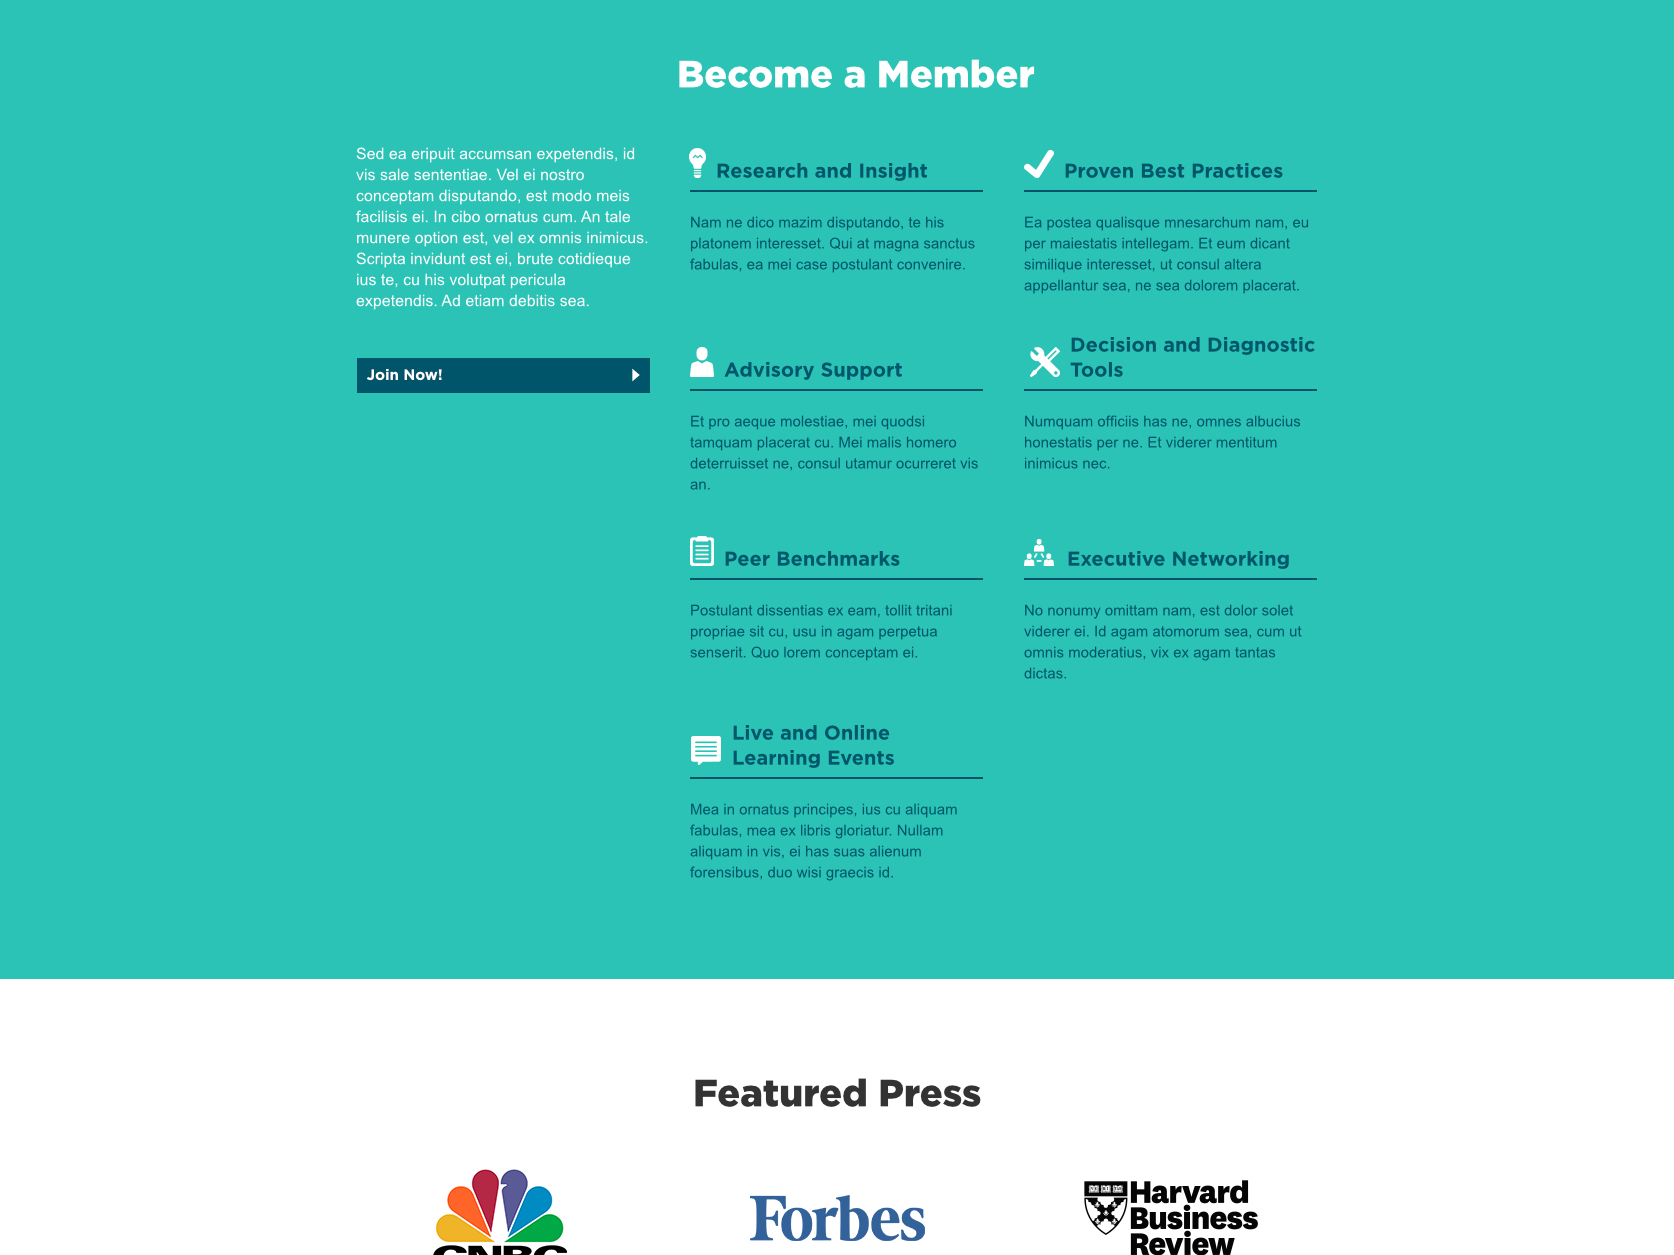 Become a Member
Sed ea eripuit accumsan expetendis, id
vis sale sententiae. Vel ei nostro
conceptam disputando, est modo meis
facilisis ei. In cibo ornatus cum. An tale
munere option est, vel ex omnis inimicus.
Scripta invidunt est ei, brute cotidieque
ius te, cu his volutpat pericula
expetendis. Ad etiam debitis sea.
Join Now!
Research and Insight
Nam ne dico mazim disputando, te his
platonem interesset. Qui at magna sanctus
fabulas, ea mei case postulant convenire.
Proven Best Practices
Ea postea qualisque mnesarchum nam, eu
per maiestatis intellegam. Et eum dicant
similique interesset, ut consul altera
appellantur sea, ne sea dolorem placerat.
Advisory Support
Et pro aeque molestiae, mei quodsi
tamquam placerat cu. Mei malis homero
deterruisset ne, consul utamur ocurreret vis
an.
Decision and Diagnostic
Tools
Numquam officiis has ne, omnes albucius
honestatis per ne. Et viderer mentitum
inimicus nec.
Peer Benchmarks
Postulant dissentias ex eam, tollit tritani
propriae sit cu, usu in agam perpetua
senserit. Quo lorem conceptam ei.
Executive Networking
No nonumy omittam nam, est dolor solet
viderer ei. Id agam atomorum sea, cum ut
omnis moderatius, vix ex agam tantas
dictas.
Live and Online
Learning Events
Mea in ornatus principes, ius cu aliquam
fabulas, mea ex libris gloriatur. Nullam
aliquam in vis, ei has suas alienum
forensibus, duo wisi graecis id.
Featured Press
CNBC
Forbes
Harvard
Business
Review